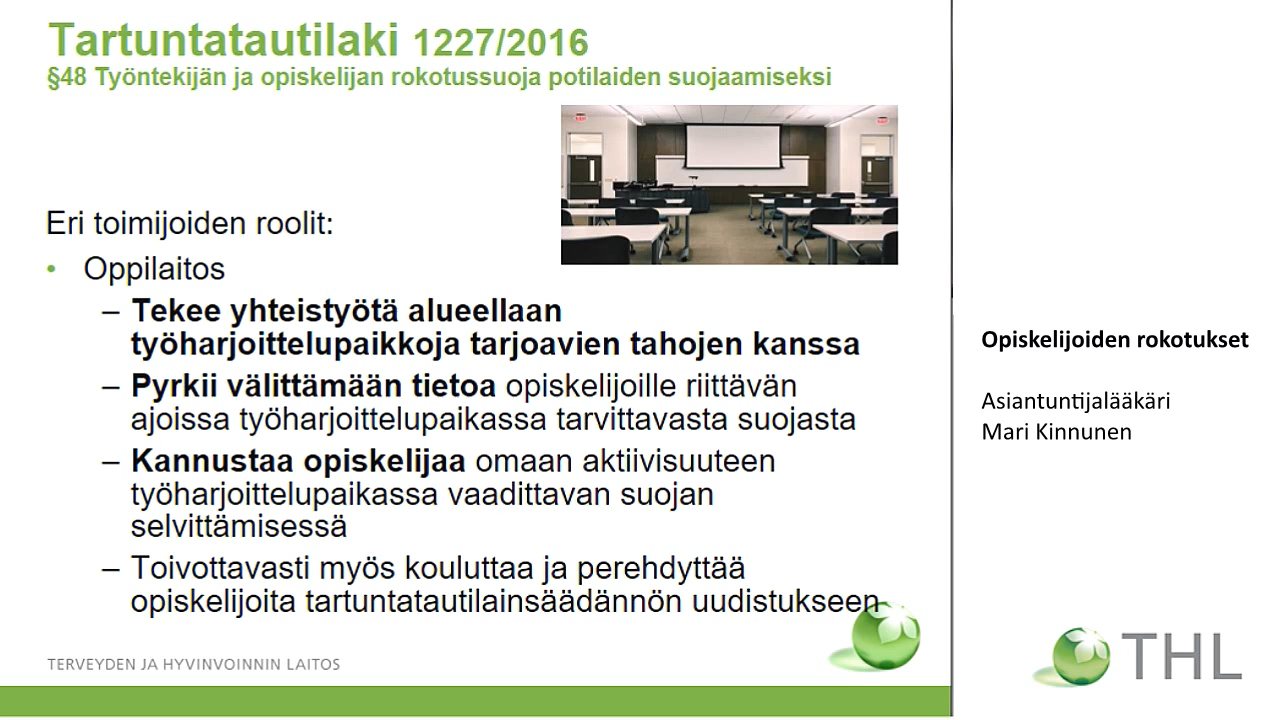 Tartuntatautilaki 1227/2016
§48 Työntekijän ja opiskelijan rokotussuoja potilaiden suojaamiseksi
Eri toimijoiden roolit:
• Oppilaitos
– Tekee yhteistyötä alueellaan
työharjoittelupaikkoja tarjoavien tahojen kanssa
– Pyrkii välittämään tietoa opiskelijoille riittävän
ajoissa työharjoittelupaikassa tarvittavasta suojasta
– Kannustaa opiskelijaa omaan aktiivisuuteen
työharjoittelupaikassa vaadittavan suojan
selvittämisessä
– Toivottavasti myös kouluttaa ja perehdyttää
opiskelijoita tartuntatautilainsäädännön uudistukseen
TERVEYDEN JA HYVINVOINNIN LAITOS
Opiskelijoiden rokotukset
Asiantuntijalääkäri
Mari Kinnunen
THL